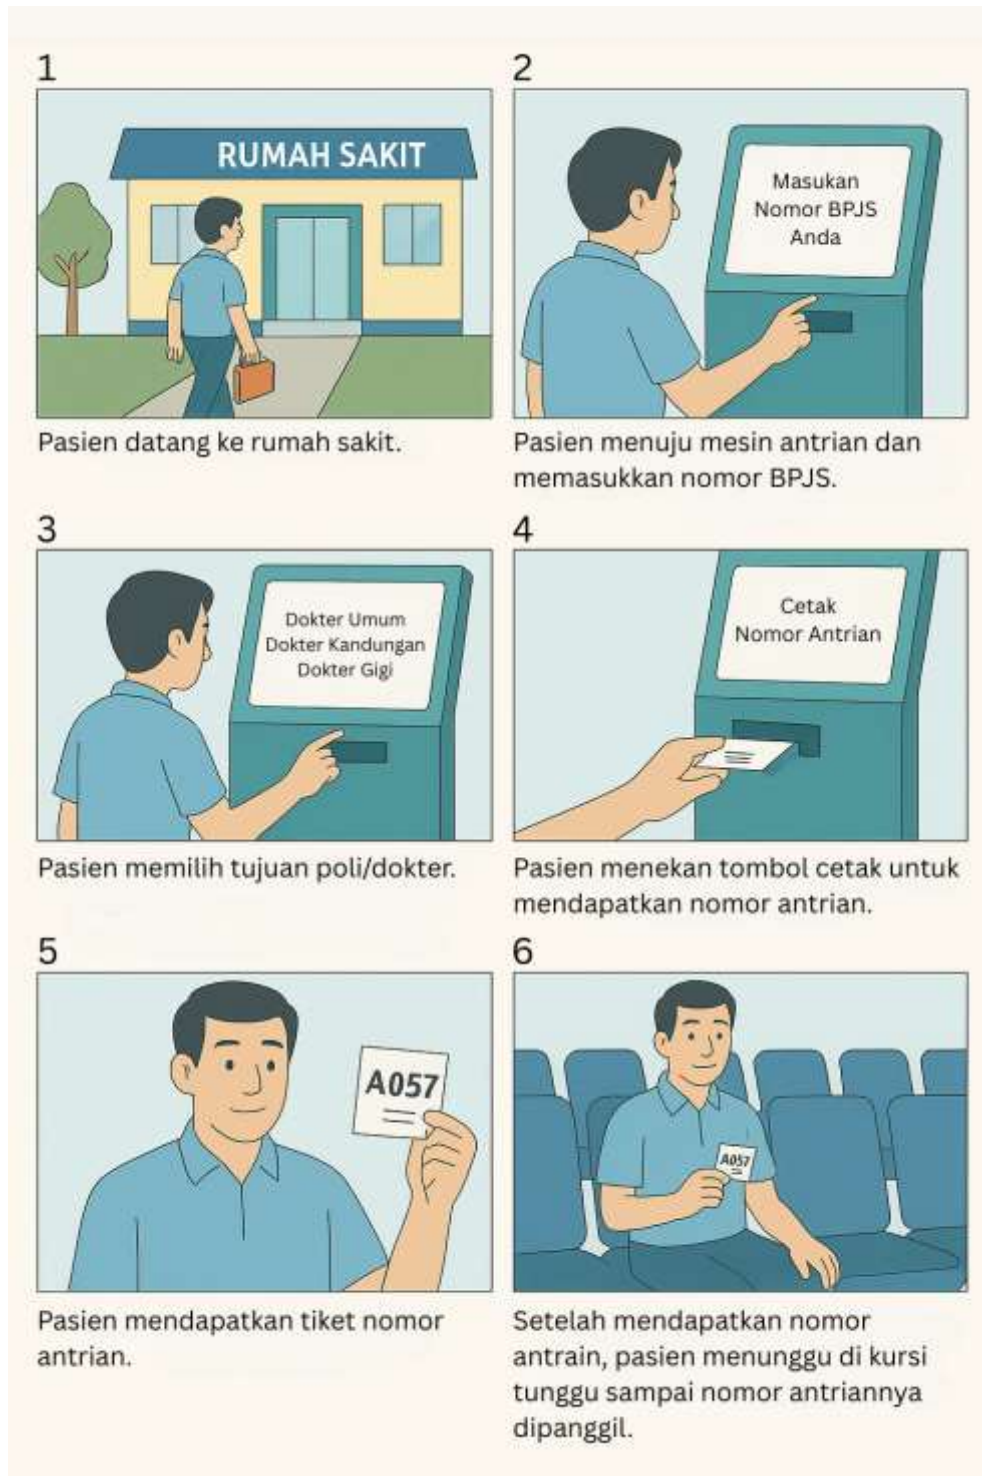 1
RUMAH SAKIT
Pasien datang ke rumah sakit.
2
Masukan
Nomor BPJS
Anda
Pasien menuju mesin antrian dan
memasukkan nomor BPJS.
3
Dokter Umum
Dokter Kandungan
Dokter Gigi
Pasien memilih tujuan poli/dokter.
4
Cetak
Nomor Antrian
Pasien menekan tombol cetak untuk
mendapatkan nomor antrian.
5
A057
Pasien mendapatkan tiket nomor
antrian.
6
A057
Setelah mendapatkan nomor
antrain, pasien menunggu di kursi
tunggu sampai nomor antriannya
dipanggil.